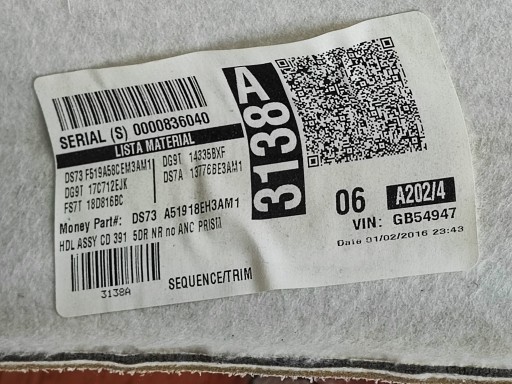 SERIAL (S) 0000836040
LISTA MATERIAL
DS73 F519A58CEM3AM1
DG9T 14335BXF
DG9T 17C712EJK
DS7A 13776BE3AM1
FS7T 18D816BC
Money Part#: DS73 A51918EH3AM1
HDL ASSY CD 391 5DR NR no ANC PRISM
3138A
SEQUENCE/TRIM
3138A
06 A202/4
VIN: GB54947
Date 01/02/2016 23:43